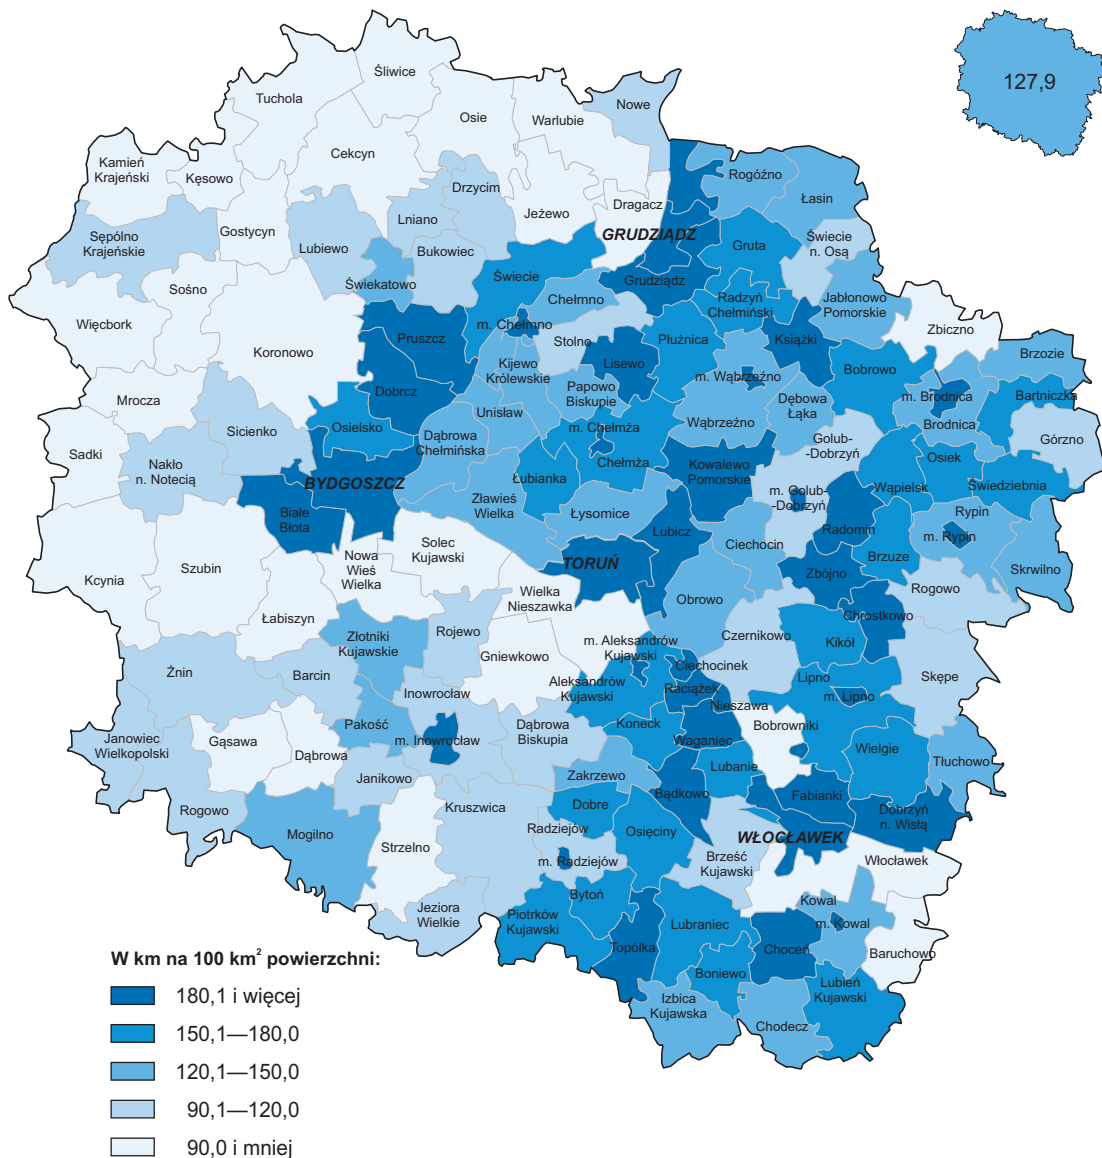 127,9
Śliwice
Tuchola
Nowe
Osie
Warlubie
Cekcyn
Kamień
Krajeński
Kęsowo
Drzycim
Rogóźno
Łasin
Dragacz
Jeżewo
Lniano
Gostycyn
GRUDZIĄDZ
Sępólno
Krajeńskie
Lubiewo
Bukowiec
Gruta
Świecie
n. Osą
Świekatowo
Świecie
Grudziądz
Sośno
Chełmno
Radzyń
Chełmiński
Jabłonowo
Pomorskie
Więcbork
m. Chełmno
Zbiczno
Pruszcz
Stolno
Płużnica
Książki
Koronowo
Brzozie
Kijewo
Królewskie
Lisewo
Bobrowo
m. Wąbrzeźno
Dobrcz
Papowo
Biskupie
Dębowa
Łąka
m. Brodnica
Bartniczka
Mrocza
Unisław
Wąbrzeźno
Brodnica
Osielsko
Sicienko
m. Chełmża
Dąbrowa
Chełmińska
Golub-
-Dobrzyń
Górzno
Sadki
Chełmża
Osiek
Nakło
n. Notecią
Kowalewo
Pomorskie
BYDGOSZCZ
Łubianka
Wąpielsk
Świedziebnia
m. Golub-
-Dobrzyń
Zławieś
Wielka
Białe
Błota
Łysomice
Rypin
Lubicz
Radomin
Solec
Kujawski
m. Rypin
Ciechocin
Nowa
Wieś
Wielka
Brzuze
TORUŃ
Szubin
Skrwilno
Kcynia
Zbójno
Wielka
Nieszawka
Rogowo
Obrowo
Łabiszyn
Chrostkowo
Rojewo
Czernikowo
Złotniki
Kujawskie
m. Aleksandrów
Kujawski
Kikół
Gniewkowo
Żnin
Ciechocinek
Barcin
Skępe
Aleksandrów
Kujawski
Lipno
Raciążek
Inowrocław
m. Lipno
Nieszawa
Pakość
Koneck
Bobrowniki
Dąbrowa
Biskupia
Janowiec
Wielkopolski
Gąsawa
m. Inowrocław
Waganiec
Dąbrowa
Wielgie
Tłuchowo
Lubanie
Janikowo
Zakrzewo
Bądkowo
Fabianki
Dobre
Kruszwica
Rogowo
Dobrzyń
n. Wisłą
Radziejów
Osięciny
Mogilno
WŁOCŁAWEK
Strzelno
m. Radziejów
Brześć
Kujawski
Włocławek
Bytoń
Kowal
Jeziora
Wielkie
Piotrków
Kujawski
Lubraniec
m. Kowal
Topólka
Choceń
Baruchowo
Boniewo
Lubień
Kujawski
Izbica
Kujawska
Chodecz
W km na 100 km² powierzchni:
180,1 i więcej
150,1—180,0
120,1—150,0
90,1—120,0
90,0 i mniej